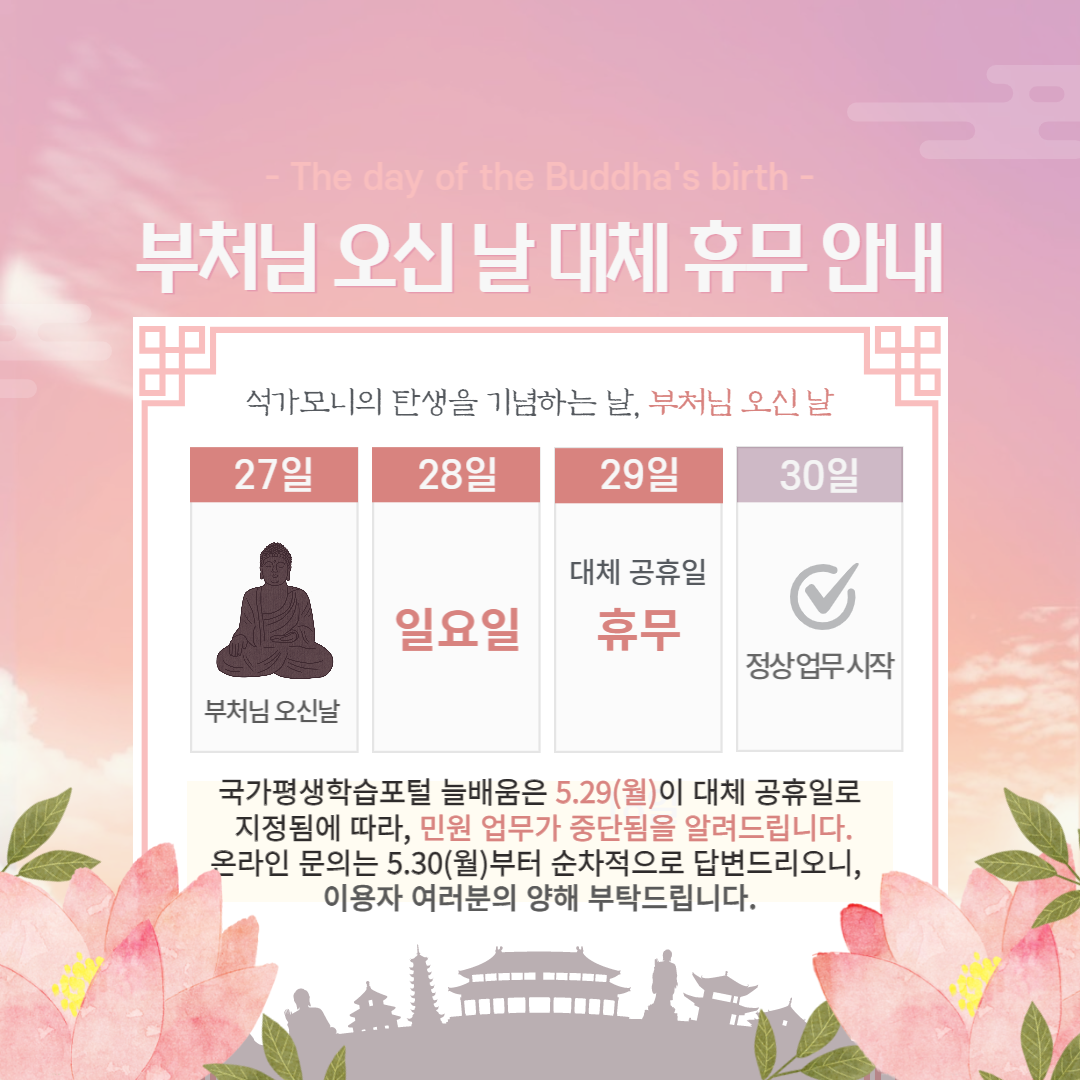 - The day of the Buddha's birth -
부처님 오신 날 대체 휴무 안내
석가모니의 탄생을 기념하는 날, 부처님 오신 날
27일
28일
29일
30일
부처님 오신날
일요일
대체 공휴일
휴무
정상 업무 시작
국가평생학습포털 늘배움은 5.29(월)이 대체 공휴일로
지정됨에 따라, 민원 업무가 중단됨을 알려드립니다.
온라인 문의는 5.30(월)부터 순차적으로 답변드리오니,
이용자 여러분의 양해 부탁드립니다.